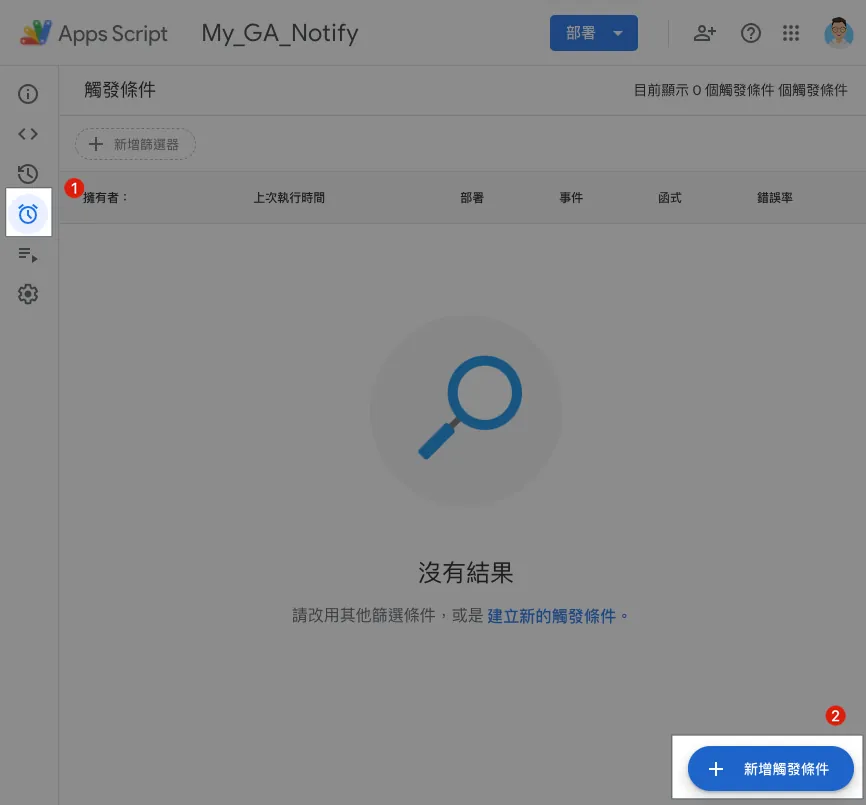 Apps Script My_GA_Notify 部署
觸發條件 目前顯示 0 個觸發條件 個觸發條件
新增篩選器
1
擁有者： 上次執行時間 部署 事件 函式 錯誤率
沒有結果
請改用其他篩選條件，或是 建立新的觸發條件。
2
新增觸發條件